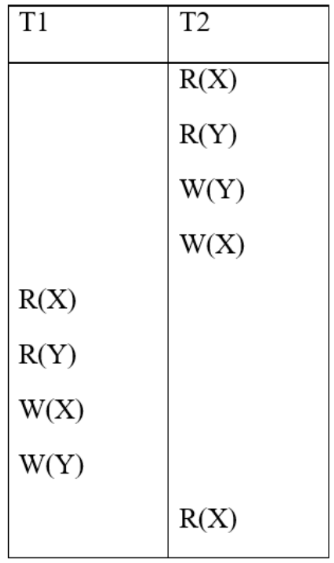 T1 T2
R(X)
R(Y)
W(Y)
W(X)
R(X)
R(Y)
W(X)
W(Y)
R(X)